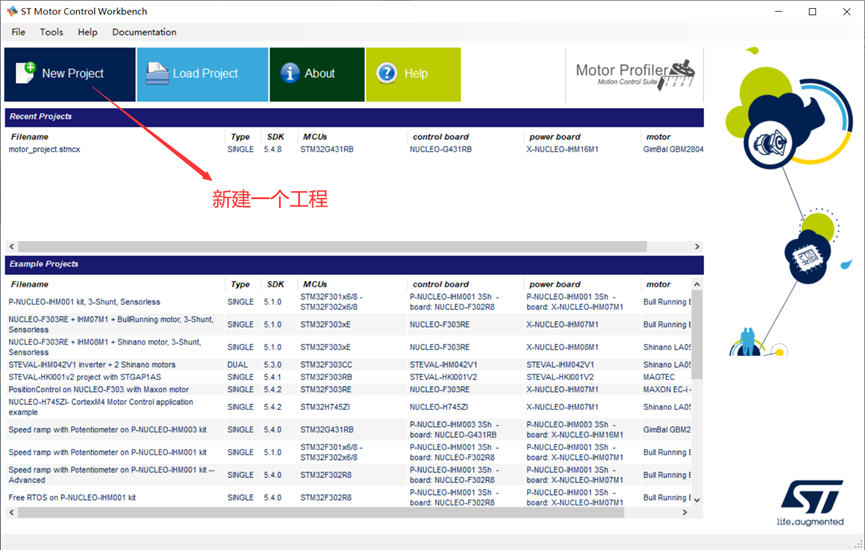 ST Motor Control Workbench
File Tools Help Documentation
New Project Load Project About Help Motor Profiler
Motion Control Suite
Recent Projects
Filename Type SDK MCUs control board power board motor
motor_project.stmcx SINGLE 5.4.8 STM32G431RB NUCLEO-G431RB X-NUCLEO-IHM16M1 GimBal GBM2804
新建一个工程
Example Projects
Filename Type SDK MCUs control board power board motor
P-NUCLEO-IHM001 kit, 3-Shunt, Sensorless SINGLE 5.1.0 STM32F301x6/8 - STM32F302x6/8 P-NUCLEO-IHM001 3Sh - board: NUCLEO-F302R8 P-NUCLEO-IHM001 3Sh - board: X-NUCLEO-IHM07M1 Bull Running B
NUCLEO-F303RE + IHM07M1 + BullRunning motor, 3-Shunt, Sensorless SINGLE 5.1.0 STM32F303xE NUCLEO-F303RE X-NUCLEO-IHM07M1 Bull Running B
NUCLEO-F303RE + IHM08M1 + Shinano motor, 3-Shunt, Sensorless SINGLE 5.1.0 STM32F303xE NUCLEO-F303RE X-NUCLEO-IHM08M1 Shinano LA05
STEVAL-IHM042V1 inverter + 2 Shinano motors DUAL 5.3.0 STM32F303CC STEVAL-IHM042V1 STEVAL-IHM042V1 Shinano LA05
STEVAL-HKI001v2 project with STGAP1AS SINGLE 5.4.1 STM32F303RB STEVAL-HKI001V2 STEVAL-HKI001V2 MAGTEC
PositionControl on NUCLEO-F303 with Maxon motor SINGLE 5.4.2 STM32F303RE NUCLEO-F303RE X-NUCLEO-IHM07M1 MAXON EC-i
NUCLEO-H745ZI- CortexM4 Motor Control application example SINGLE 5.4.2 STM32H745ZI NUCLEO-H745ZI X-NUCLEO-IHM07M1 Shinano LA05
Speed ramp with Potentiometer on P-NUCLEO-IHM003 kit SINGLE 5.4.0 STM32G431RB P-NUCLEO-IHM003 3Sh - board: NUCLEO-G431RB P-NUCLEO-IHM003 3Sh - board: X-NUCLEO-IHM16M1 GimBal GBM2
Speed ramp with Potentiometer on P-NUCLEO-IHM001 kit SINGLE 5.1.0 STM32F301x6/8 - STM32F302x6/8 P-NUCLEO-IHM001 3Sh - board: NUCLEO-F302R8 P-NUCLEO-IHM001 3Sh - board: X-NUCLEO-IHM07M1 Bull Running B
Speed ramp with Potentiometer on P-NUCLEO-IHM001 kit -- Advanced SINGLE 5.4.0 STM32F302R8 P-NUCLEO-IHM001 3Sh - board: NUCLEO-F302R8 P-NUCLEO-IHM001 3Sh - board: X-NUCLEO-IHM07M1 Bull Running B
Free RTOS on P-NUCLEO-IHM001 kit SINGLE 5.4.0 STM32F302R8 P-NUCLEO-IHM001 3Sh - board: NUCLEO-F302R8 P-NUCLEO-IHM001 3Sh - board: X-NUCLEO-IHM07M1 Bull Running B
ST
life.augmented